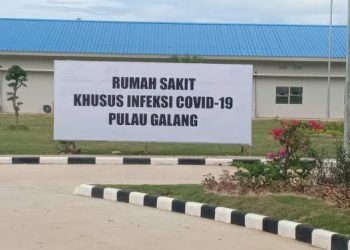 RUMAH SAKIT
KHUSUS INFEKSI COVID-19
PULAU GALANG